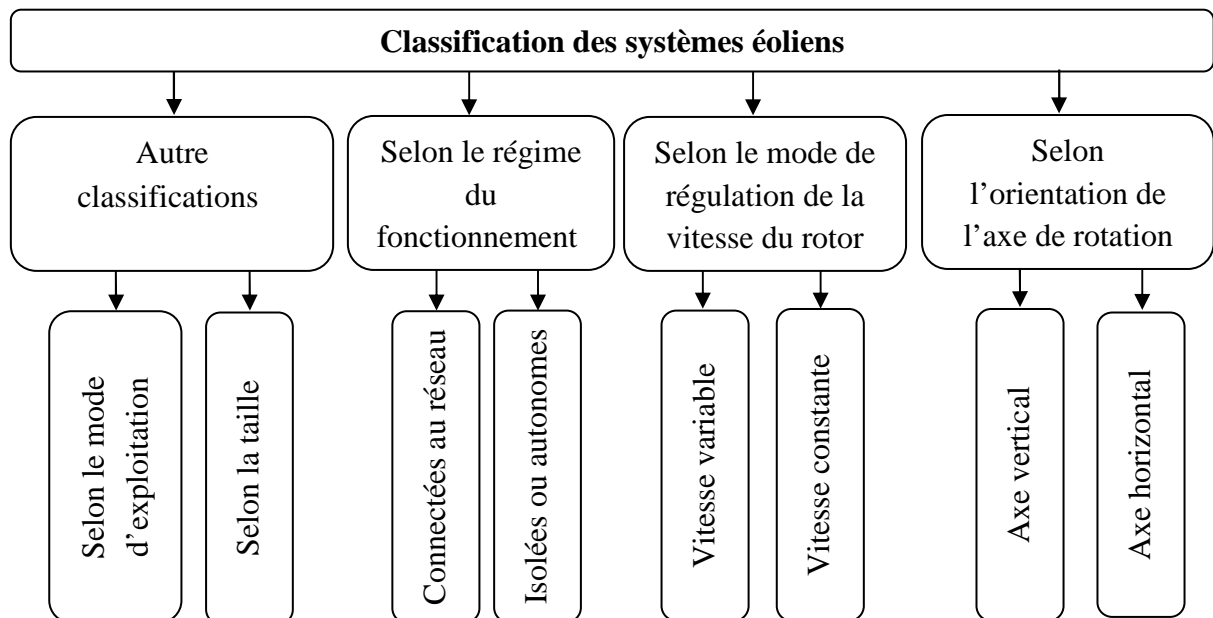 Classification des systèmes éoliens
Autre
classifications
Selon le régime
du
fonctionnement
Selon le mode de
régulation de la
vitesse du rotor
Selon
l’orientation de
l’axe de rotation
Selon le mode
d’exploitation
Selon la taille
Connectées au réseau
Isolées ou autonomes
Vitesse variable
Vitesse constante
Axe vertical
Axe horizontal